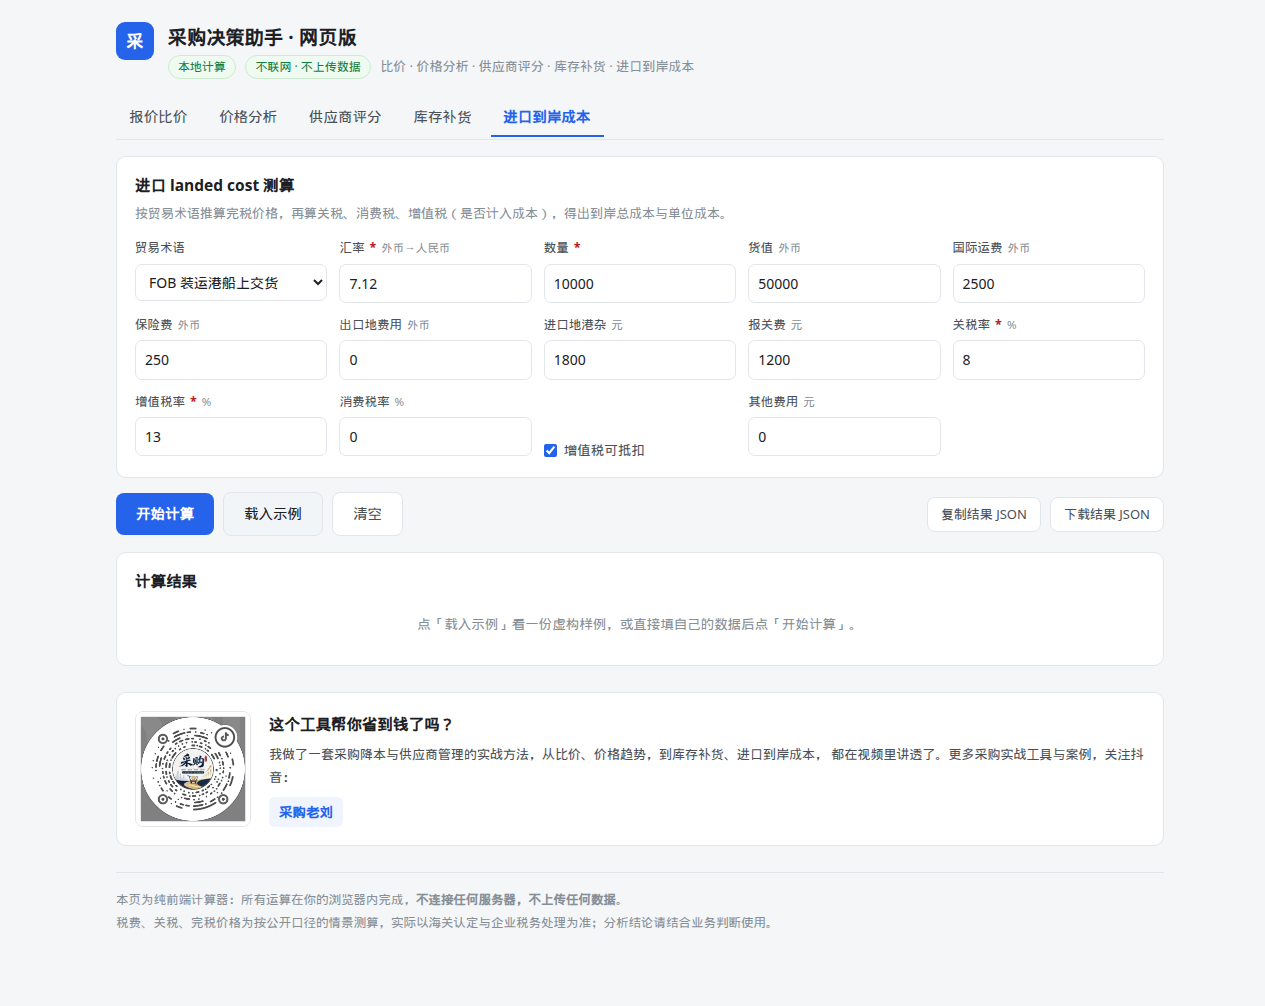 采
采购决策助手 · 网页版
本地计算 不联网 · 不上传数据 比价 · 价格分析 · 供应商评分 · 库存补货 · 进口到岸成本
报价比价 价格分析 供应商评分 库存补货 进口到岸成本
进口 landed cost 测算
按贸易术语推算完税价格，再算关税、消费税、增值税（是否计入成本），得出到岸总成本与单位成本。
贸易术语 汇率 * 外币→人民币 数量 * 货值 外币 国际运费 外币
FOB 装运港船上交货 7.12 10000 50000 2500
保险费 外币 出口地费用 外币 进口地港杂 元 报关费 元 关税率 * %
250 0 1800 1200 8
增值税率 * % 消费税率 % 其他费用 元
13 0 增值税可抵扣 0
开始计算 载入示例 清空 复制结果 JSON 下载结果 JSON
计算结果
点「载入示例」看一份虚构样例，或直接填自己的数据后点「开始计算」。
采购
这个工具帮你省到钱了吗？
我做了一套采购降本与供应商管理的实战方法，从比价、价格趋势，到库存补货、进口到岸成本， 都在视频里讲透了。更多采购实战工具与案例，关注抖
音：
采购老刘
本页为纯前端计算器：所有运算在你的浏览器内完成，不连接任何服务器，不上传任何数据。
税费、关税、完税价格为按公开口径的情景测算，实际以海关认定与企业税务处理为准；分析结论请结合业务判断使用。